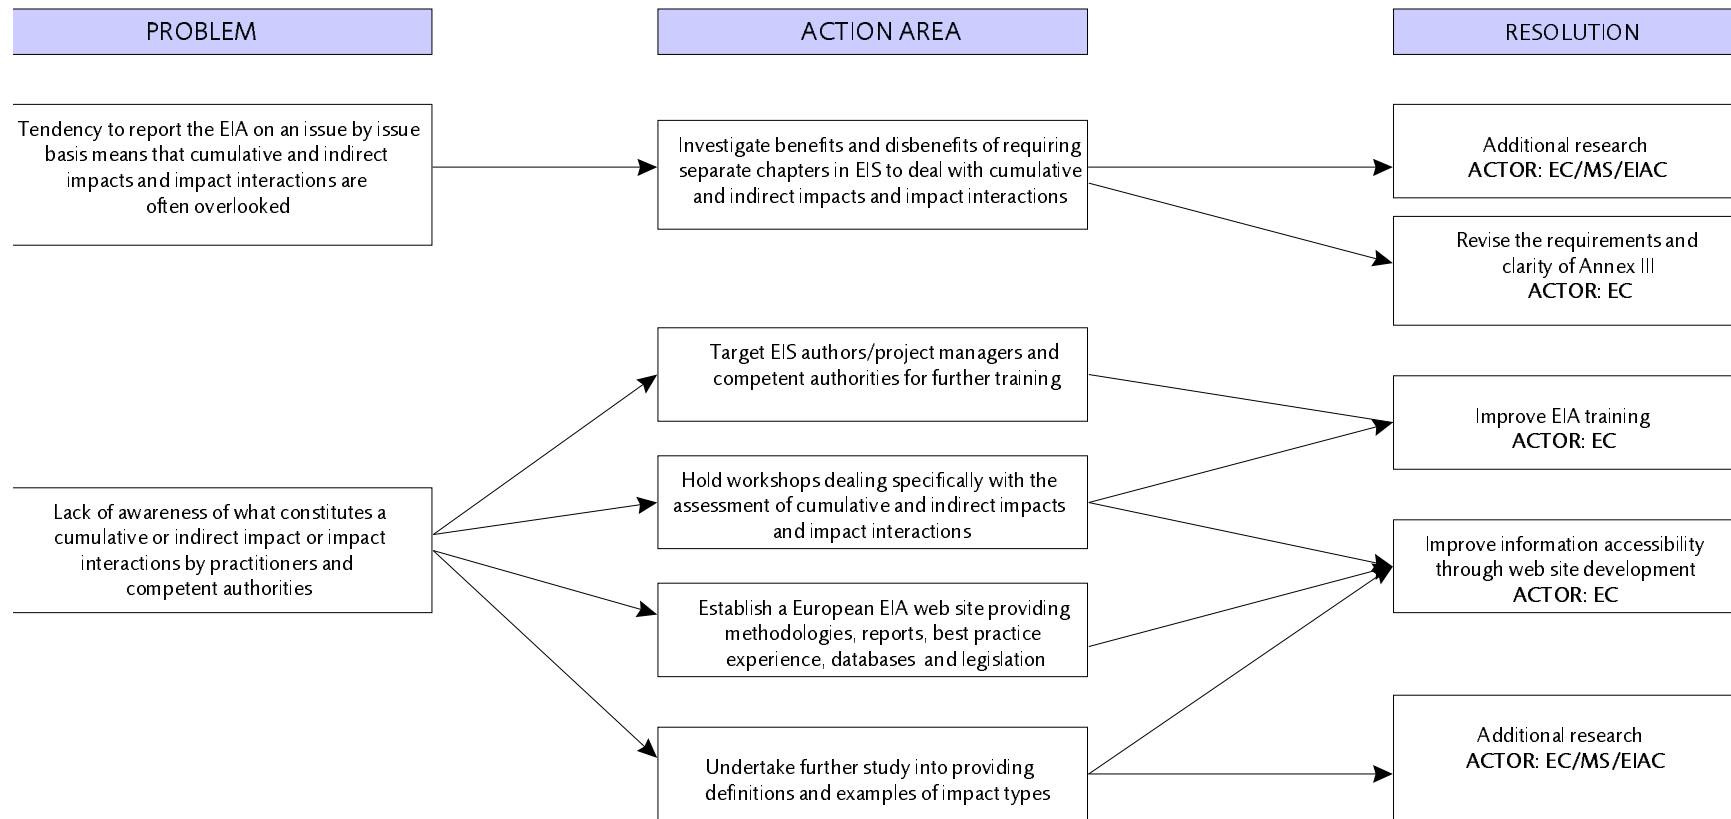 PROBLEM
ACTION AREA
RESOLUTION
Tendency to report the EIA on an issue by issue
basis means that cumulative and indirect
impacts and impact interactions are
often overlooked
Investigate benefits and disbenefits of requiring
separate chapters in EIS to deal with cumulative
and indirect impacts and impact interactions
Additional research
ACTOR: EC/MS/EIAC
Revise the requirements and
clarity of Annex III
ACTOR: EC
Target EIS authors/project managers and
competent authorities for further training
Improve EIA training
ACTOR: EC
Hold workshops dealing specifically with the
assessment of cumulative and indirect impacts
and impact interactions
Lack of awareness of what constitutes a
cumulative or indirect impact or impact
interactions by practitioners and
competent authorities
Improve information accessibility
through web site development
ACTOR: EC
Establish a European EIA web site providing
methodologies, reports, best practice
experience, databases and legislation
Undertake further study into providing
definitions and examples of impact types
Additional research
ACTOR: EC/MS/EIAC